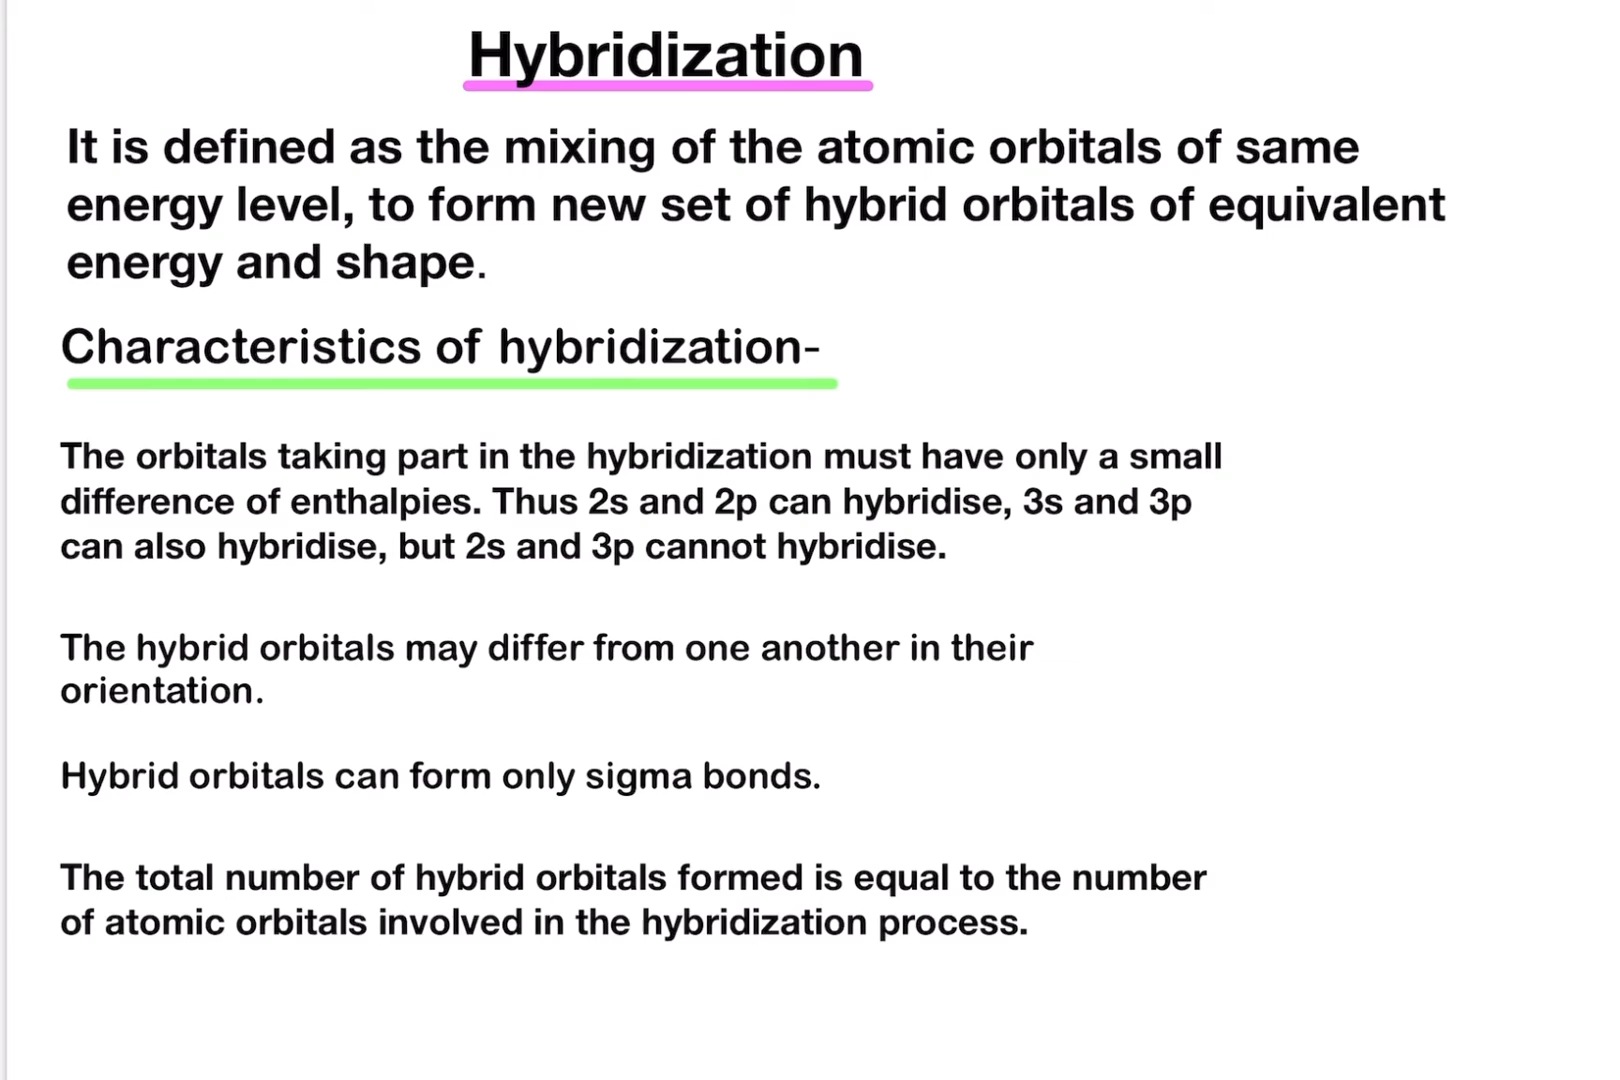 Hybridization
It is defined as the mixing of the atomic orbitals of same
energy level, to form new set of hybrid orbitals of equivalent
energy and shape.
Characteristics of hybridization-
The orbitals taking part in the hybridization must have only a small
difference of enthalpies. Thus 2s and 2p can hybridise, 3s and 3p
can also hybridise, but 2s and 3p cannot hybridise.
The hybrid orbitals may differ from one another in their
orientation.
Hybrid orbitals can form only sigma bonds.
The total number of hybrid orbitals formed is equal to the number
of atomic orbitals involved in the hybridization process.